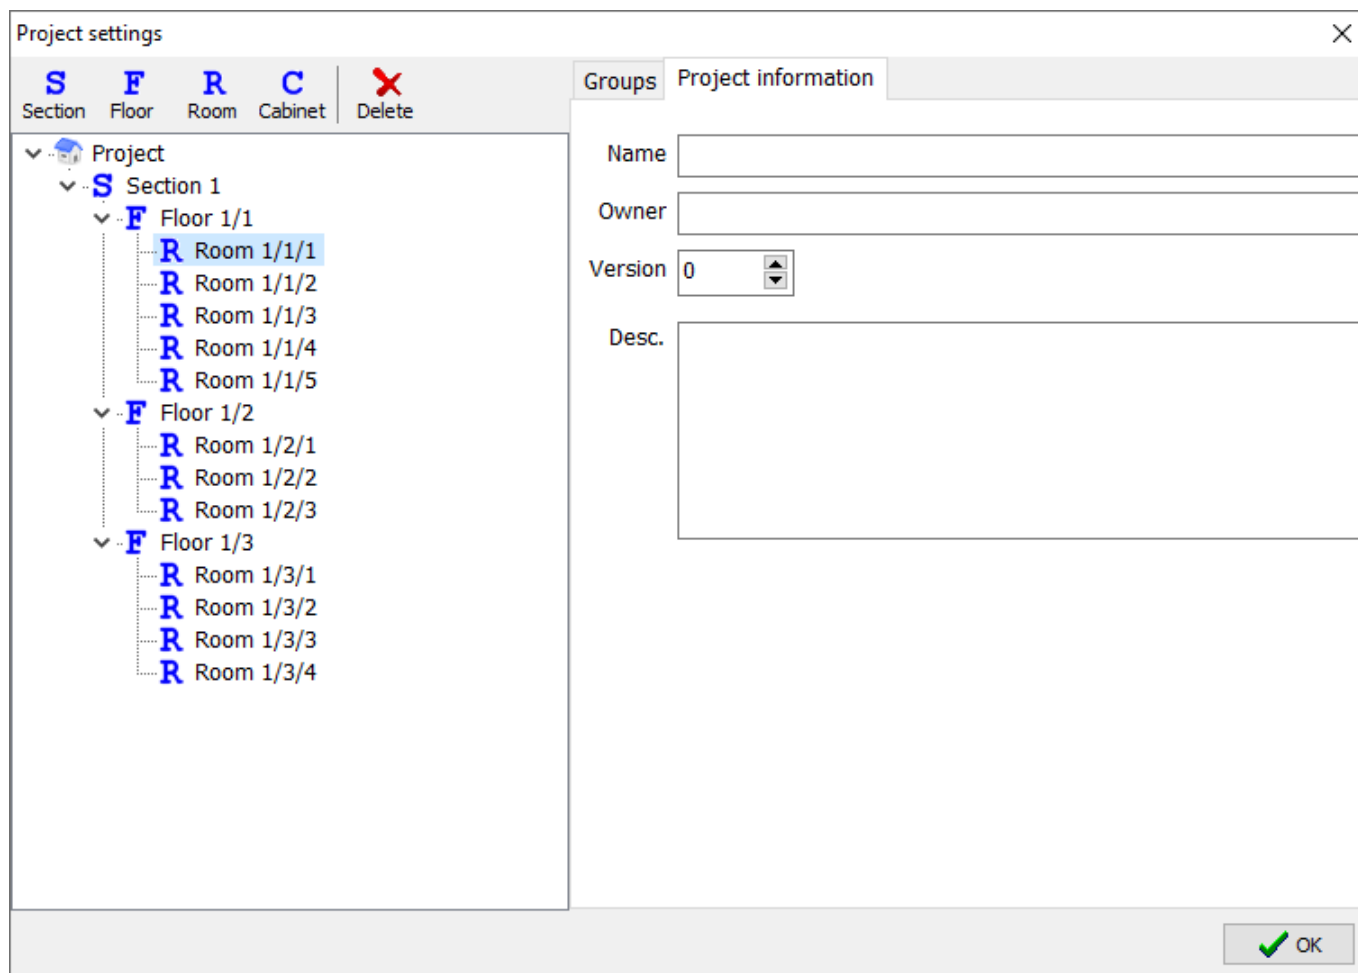 Project settings
S F R C
Section Floor Room Cabinet Delete
Project
S Section 1
F Floor 1/1
R Room 1/1/1
R Room 1/1/2
R Room 1/1/3
R Room 1/1/4
R Room 1/1/5
F Floor 1/2
R Room 1/2/1
R Room 1/2/2
R Room 1/2/3
F Floor 1/3
R Room 1/3/1
R Room 1/3/2
R Room 1/3/3
R Room 1/3/4
Groups Project information
Name
Owner
Version 0
Desc.
OK